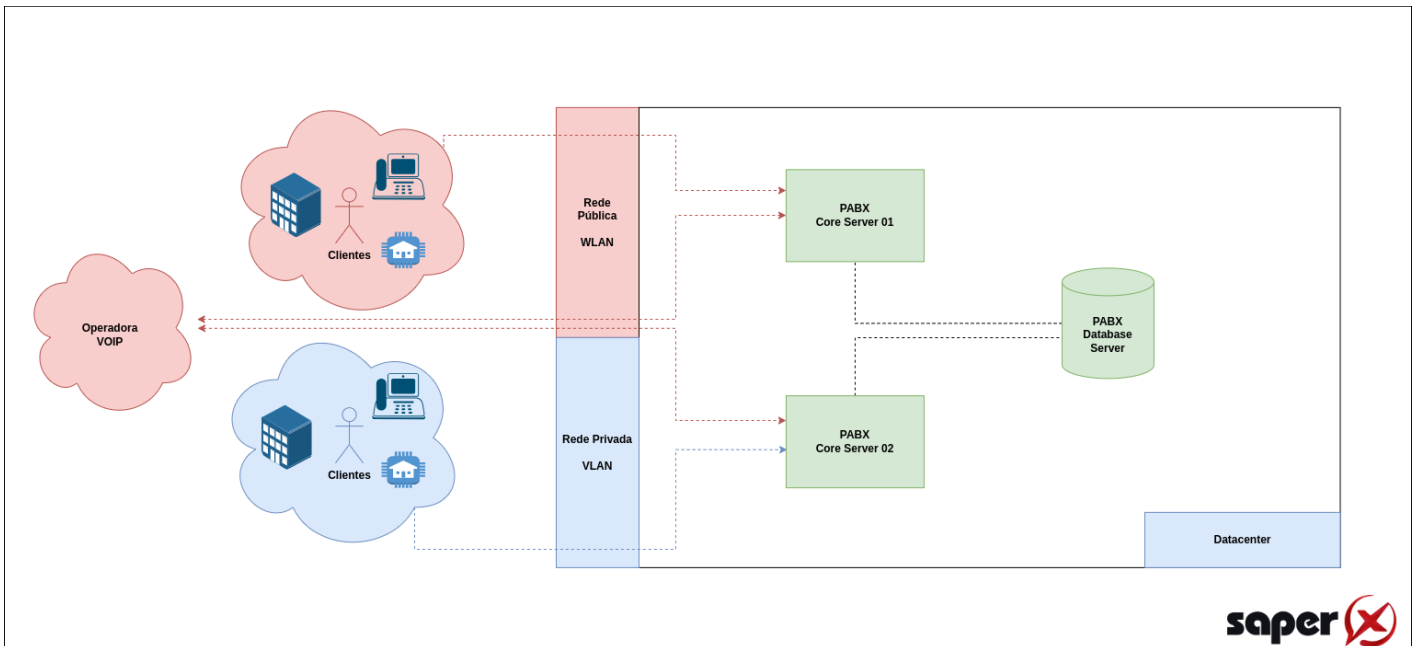 Rede
Pública
WLAN
PABX
Core Server 01
Clientes
Operadora
VOIP
PABX
Database
Server
Rede Privada
VLAN
PABX
Core Server 02
Clientes
Datacenter
saper X